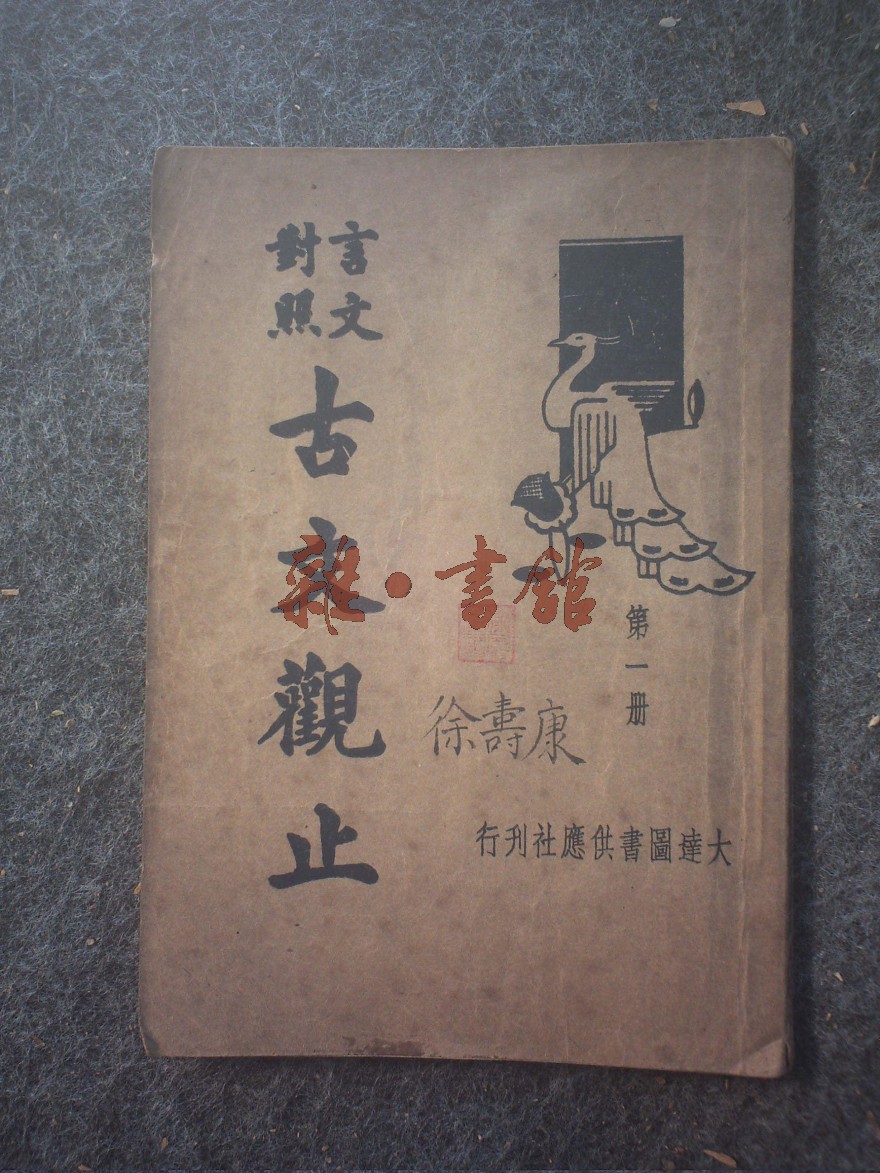 言文
對照
古文觀止
雜·書館
第一册
徐壽康
大達圖書供應社刊行